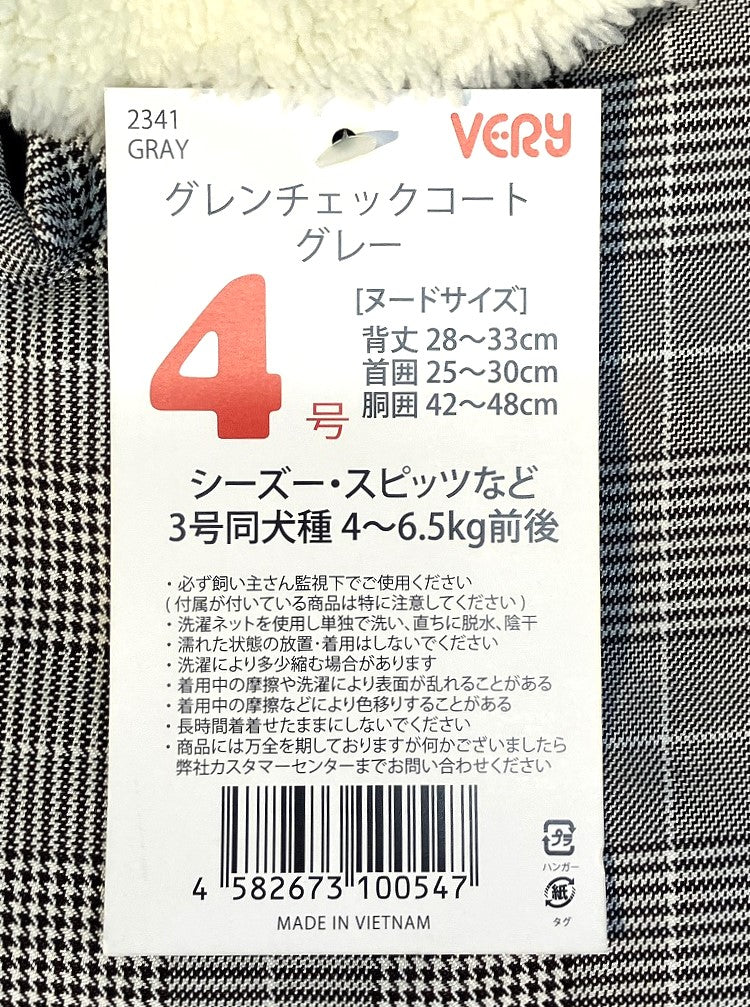 2341
GRAY
VERY
グレンチェックコート
グレー
4号
[ヌードサイズ]
背丈 28～33cm
首囲 25～30cm
胴囲 42～48cm
シーズー・スピッツなど
3号同犬種 4～6.5kg前後
・必ず飼い主さん監視下でご使用ください
( 付属が付いている商品は特に注意してください )
・洗濯ネットを使用し単独で洗い、直ちに脱水、陰干
・濡れた状態の放置・着用はしないでください
・洗濯により多少縮む場合があります
・着用中の摩擦や洗濯により表面が乱れることがある
・着用中の摩擦などにより色移りすることがある
・長時間着着せたままにしないでください
・商品には万全を期しておりますが何かございましたら
弊社カスタマーセンターまでお問い合わせください
4 582673 100547
MADE IN VIETNAM
プラ
ハンガー
紙
タグ